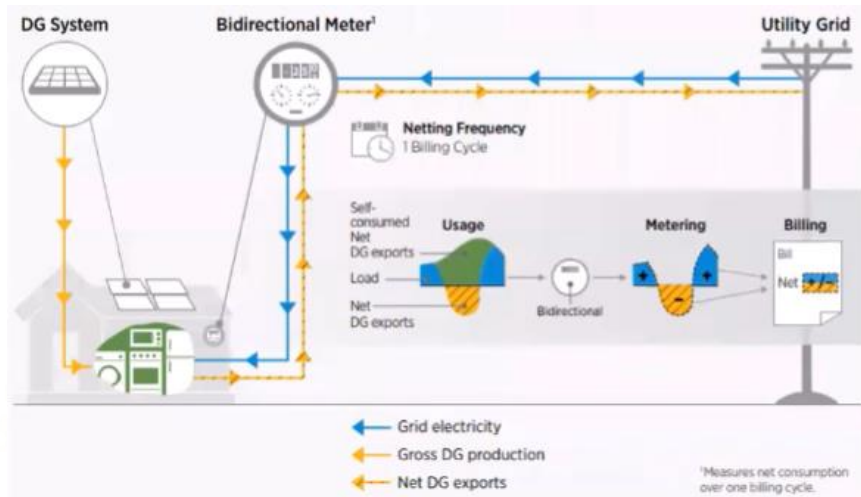 DG System
Bidirectional Meter¹
Utility Grid
Netting Frequency
1 Billing Cycle
Self-
consumed
Net
DG exports
Load
Net
DG exports
Usage
Bidirectional
Metering
Billing
Bill
Net +/-
+
+
-
Grid electricity
Gross DG production
Net DG exports
¹Measures net consumption
over one billing cycle.